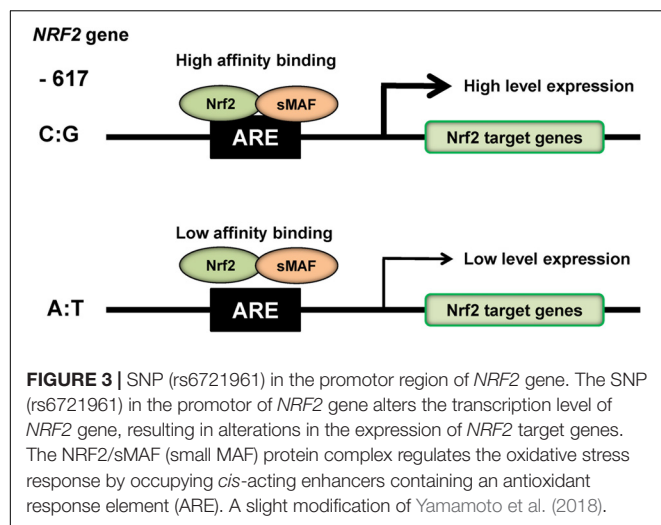 NRF2 gene
- 617
High affinity binding
Nrf2
sMAF
High level expression
C:G
ARE
Nrf2 target genes
Low affinity binding
Nrf2
sMAF
Low level expression
A:T
ARE
Nrf2 target genes
FIGURE 3 | SNP (rs6721961) in the promotor region of NRF2 gene. The SNP
(rs6721961) in the promotor of NRF2 gene alters the transcription level of
NRF2 gene, resulting in alterations in the expression of NRF2 target genes.
The NRF2/sMAF (small MAF) protein complex regulates the oxidative stress
response by occupying cis-acting enhancers containing an antioxidant
response element (ARE). A slight modification of Yamamoto et al. (2018).